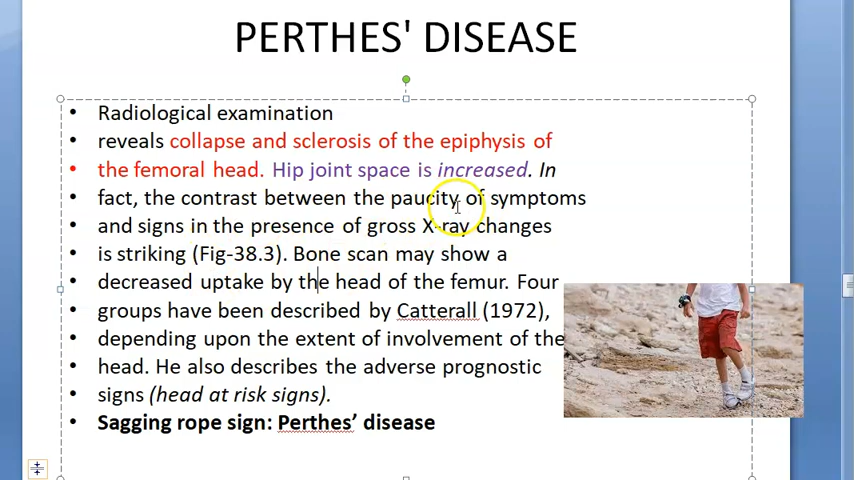 PERTHES' DISEASE
• Radiological examination
• reveals collapse and sclerosis of the epiphysis of
• the femoral head. Hip joint space is increased. In
• fact, the contrast between the paucity of symptoms
• and signs in the presence of gross X-ray changes
• is striking (Fig-38.3). Bone scan may show a
• decreased uptake by the head of the femur. Four
• groups have been described by Catterall (1972),
• depending upon the extent of involvement of the
• head. He also describes the adverse prognostic
• signs (head at risk signs).
• Sagging rope sign: Perthes’ disease